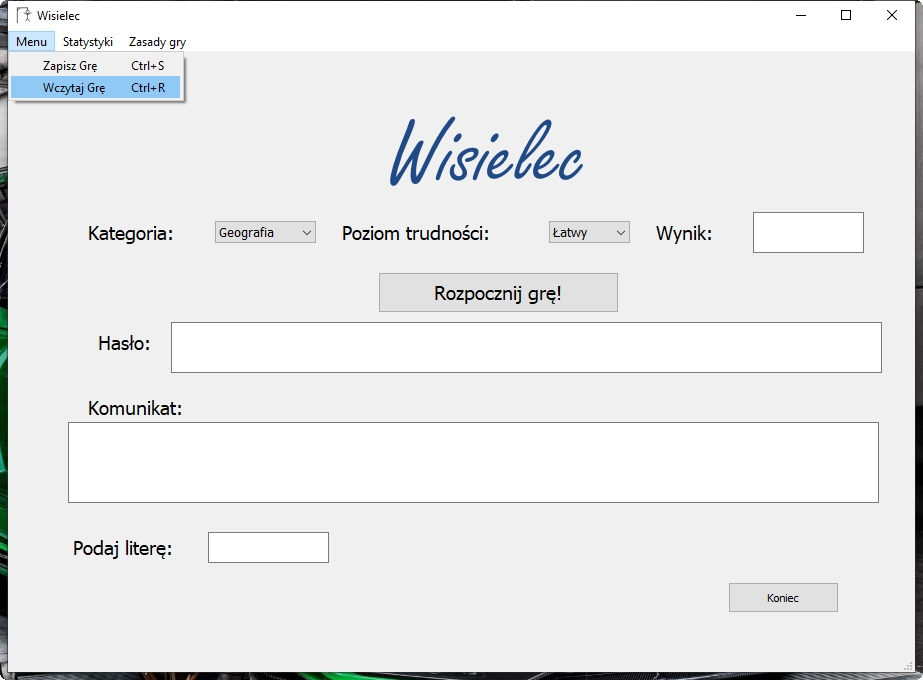 Wisielec
Menu Statystyki Zasady gry
Zapisz Grę Ctrl+S
Wczytaj Grę Ctrl+R
Wisielec
Kategoria: Geografia Poziom trudności: Łatwy Wynik:
Rozpocznij grę!
Hasło:
Komunikat:
Podaj literę:
Koniec